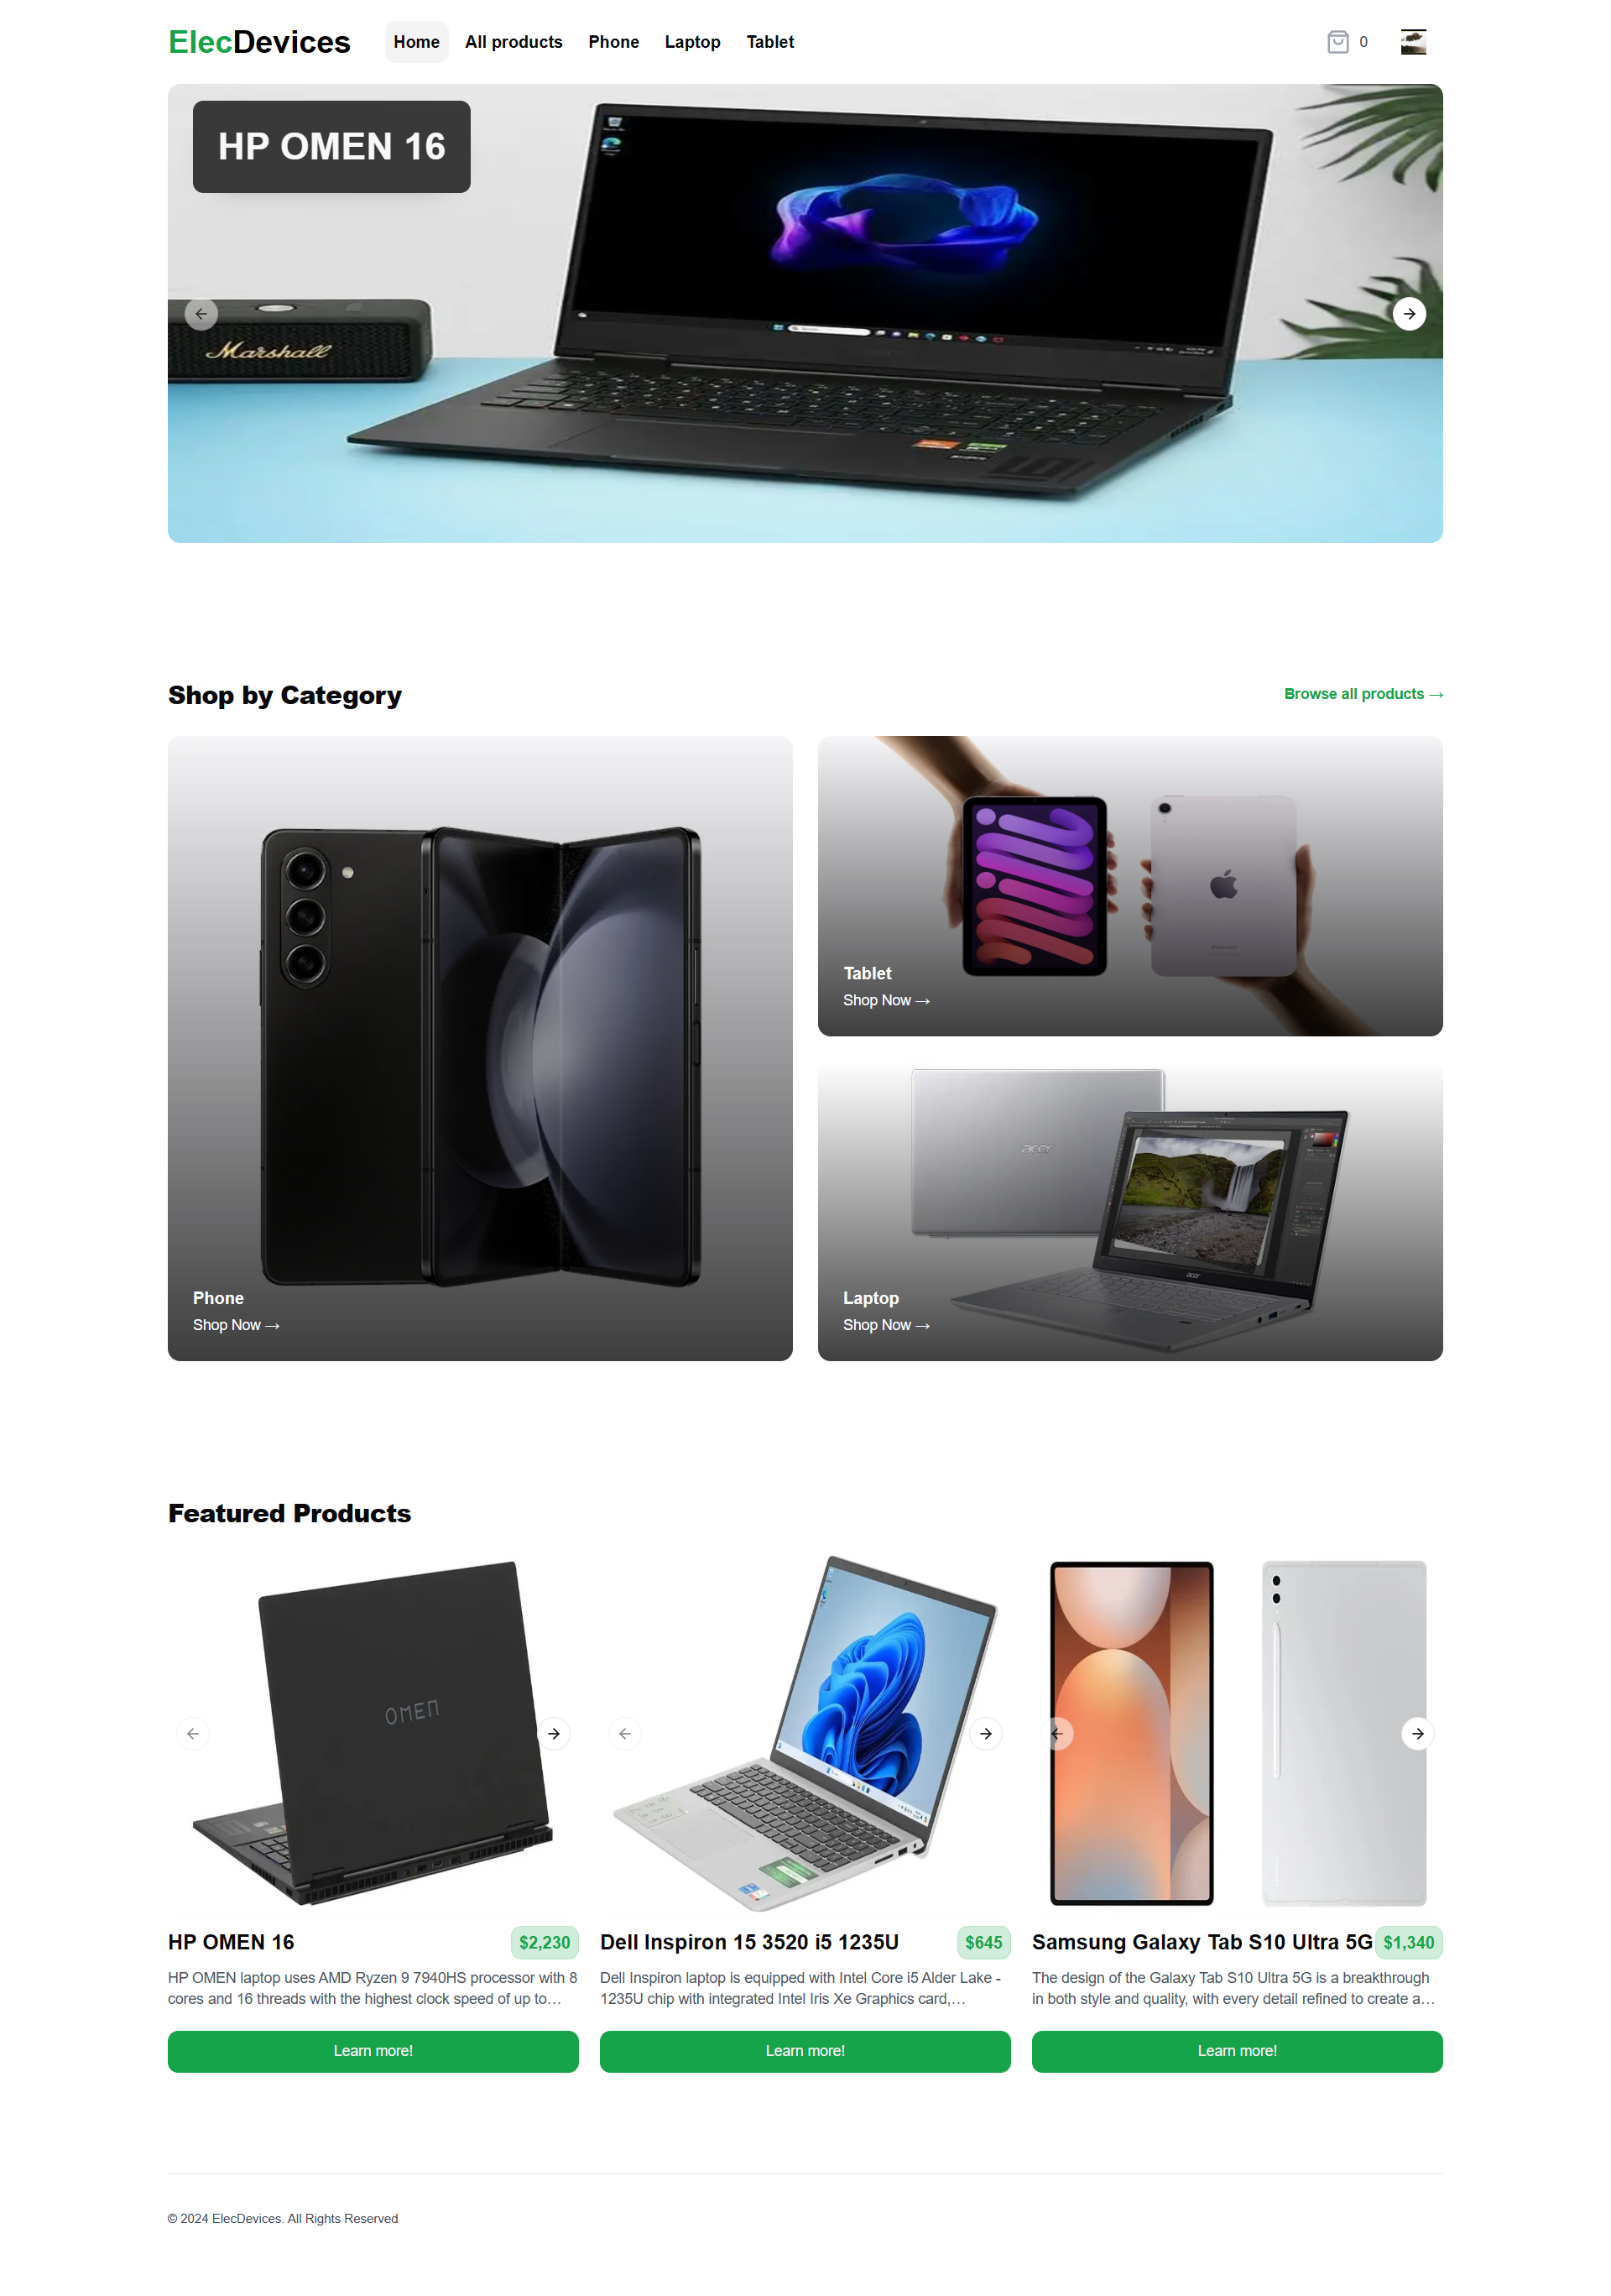 ElecDevices
Home
All products
Phone
Laptop
Tablet
0
HP OMEN 16
Marshall
Shop by Category
Browse all products →
Tablet
Shop Now →
acer
acer
Phone
Shop Now →
Laptop
Shop Now →
Featured Products
OMEN
HP OMEN 16
$2,230
HP OMEN laptop uses AMD Ryzen 9 7940HS processor with 8
cores and 16 threads with the highest clock speed of up to…
Learn more!
Dell Inspiron 15 3520 i5 1235U
$645
Dell Inspiron laptop is equipped with Intel Core i5 Alder Lake -
1235U chip with integrated Intel Iris Xe Graphics card,…
Learn more!
Samsung Galaxy Tab S10 Ultra 5G
$1,340
The design of the Galaxy Tab S10 Ultra 5G is a breakthrough
in both style and quality, with every detail refined to create a…
Learn more!
© 2024 ElecDevices. All Rights Reserved